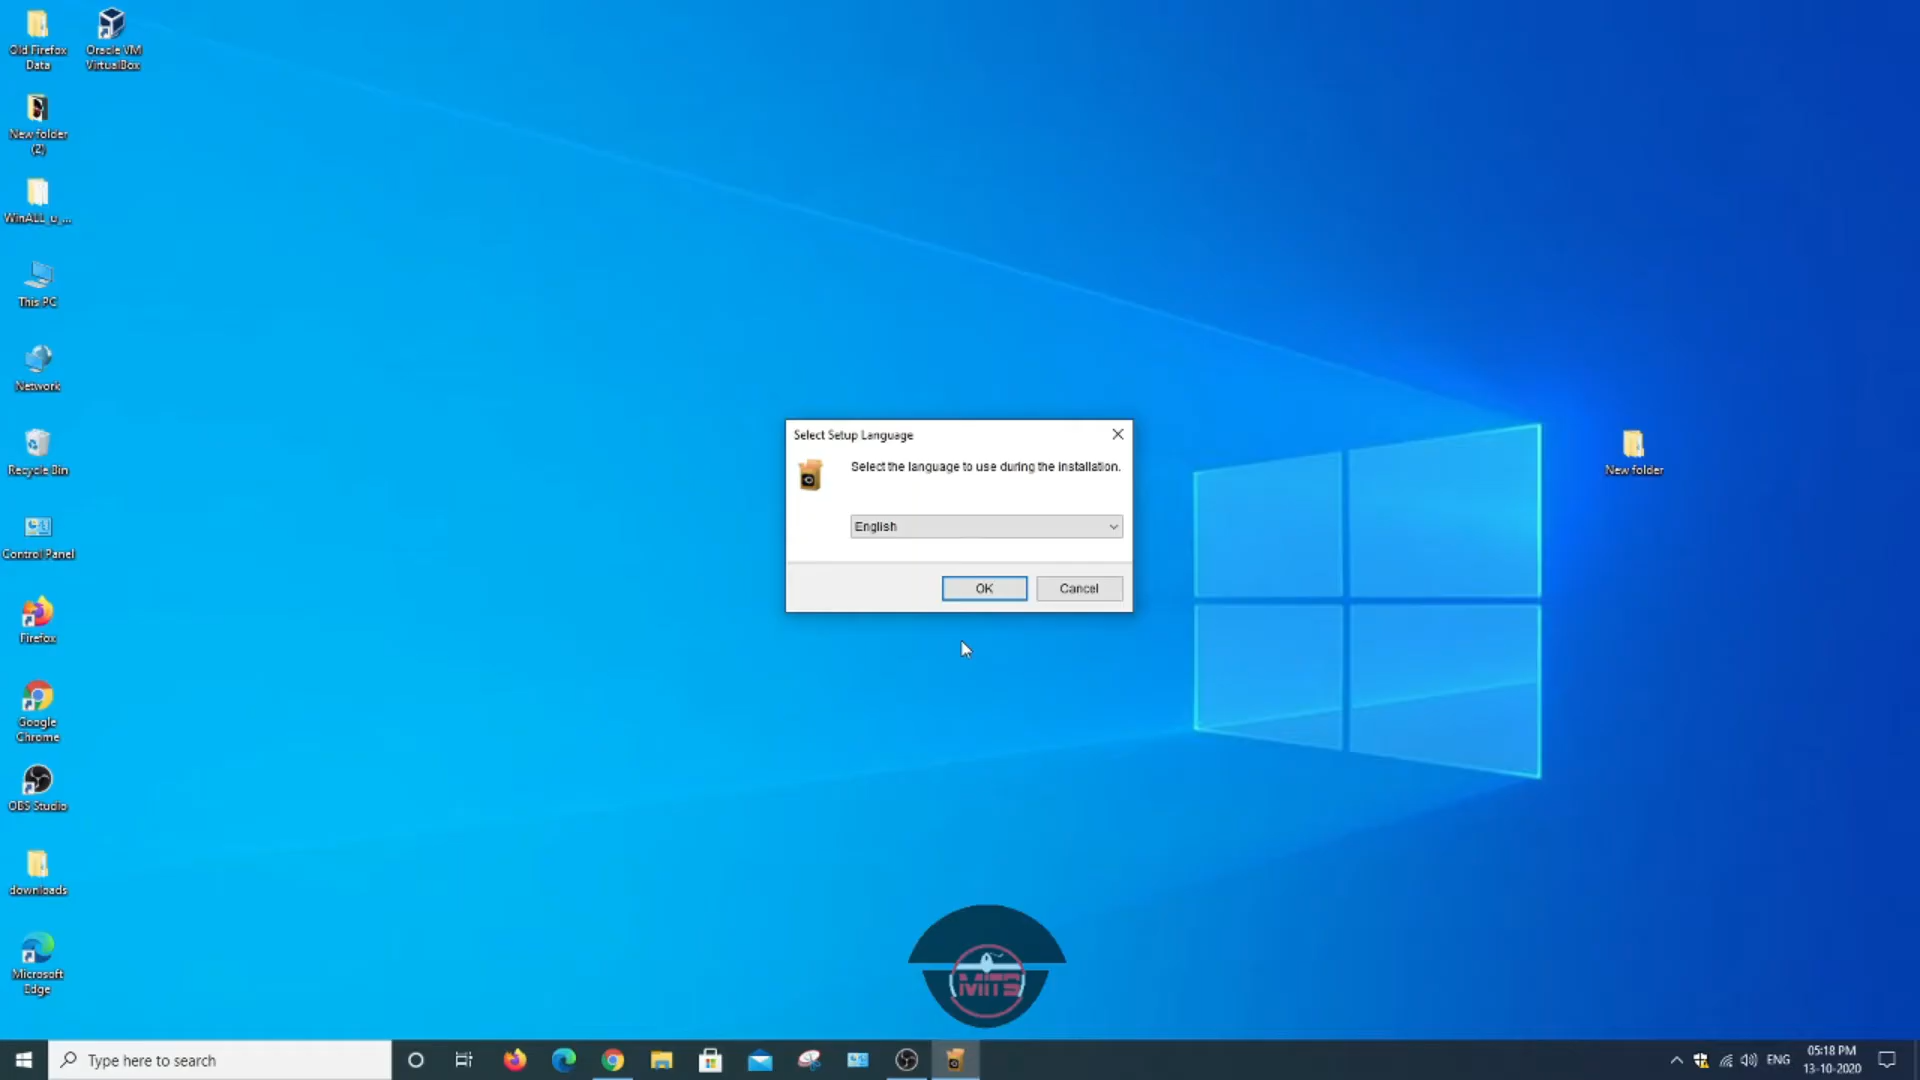 Old Firefox
Data
Oracle VM
VirtualBox
New folder
(2)
WinALL_u_...
This PC
Network
Recycle Bin
Control Panel
Firefox
Google
Chrome
OBS Studio
downloads
Microsoft
Edge
Select Setup Language
Select the language to use during the installation.
English
OK
Cancel
New folder
MITS
Type here to search
ENG
05:18 PM
13-10-2020